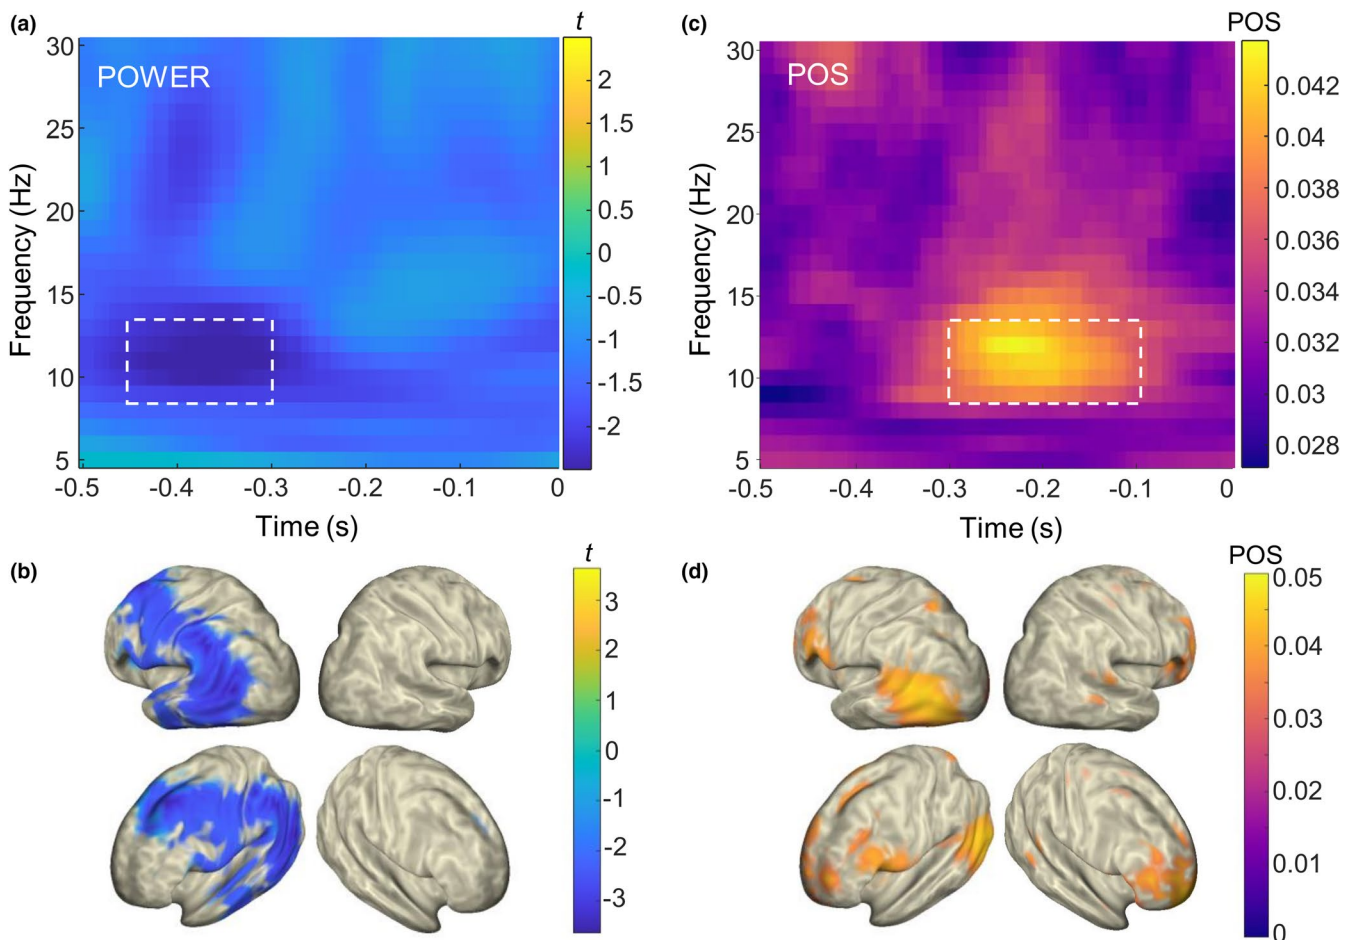 (a)
t
30
25
20
15
10
5
Frequency (Hz)
POWER
2
1.5
1
0.5
0
-0.5
-1
-1.5
-2
-0.5 -0.4 -0.3 -0.2 -0.1 0
Time (s)
(c)
POS
30
25
20
15
10
5
Frequency (Hz)
POS
0.042
0.04
0.038
0.036
0.034
0.032
0.03
0.028
-0.5 -0.4 -0.3 -0.2 -0.1 0
Time (s)
(b)
t
3
2
1
0
-1
-2
-3
(d)
POS
0.05
0.04
0.03
0.02
0.01
0